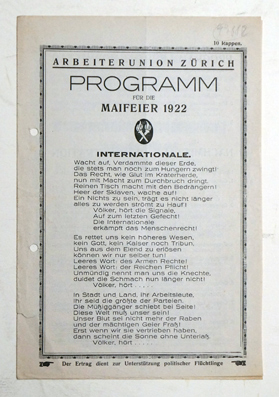 10 Rappen.
ARBEITERUNION ZÜRICH
PROGRAMM
FÜR DIE
MAIFEIER 1922
INTERNATIONALE.
Wacht auf, Verdammte dieser Erde,
die stets man noch zum Hungern zwingt!
Das Recht, wie Glut im Kraterherde,
nun mit Macht zum Durchbruch dringt.
Reinen Tisch macht mit den Bedrängern!
Heer der Sklaven, wache auf!
Ein Nichts zu sein, tragt es nicht länger
alles zu werden strömt zu Hauf!
Völker, hört die Signale,
Auf zum letzten Gefecht!
Die Internationale
erkämpft das Menschenrecht!
Es rettet uns kein höheres Wesen,
kein Gott, kein Kaiser noch Tribun.
Uns aus dem Elend zu erlösen
können wir nur selber tun!
Leeres Wort: des Armen Rechte!
Leeres Wort: der Reichen Pflicht!
Unmündig nennt man uns und Knechte,
duldet die Schmach nun länger nicht!
Völker, hört . . . . .
In Stadt und Land, ihr Arbeitsleute,
ihr seid die größte der Parteien.
Die Müßiggänger schiebt bei Seite!
Diese Welt muß unser sein!
Unser Blut sei nicht mehr der Raben
und der mächtigen Geier Fraß!
Erst wenn wir sie vertrieben haben,
dann scheint die Sonne ohne Unterlaß.
Völker, hört . . . . .
Der Ertrag dient zur Unterstützung politischer Flüchtlinge